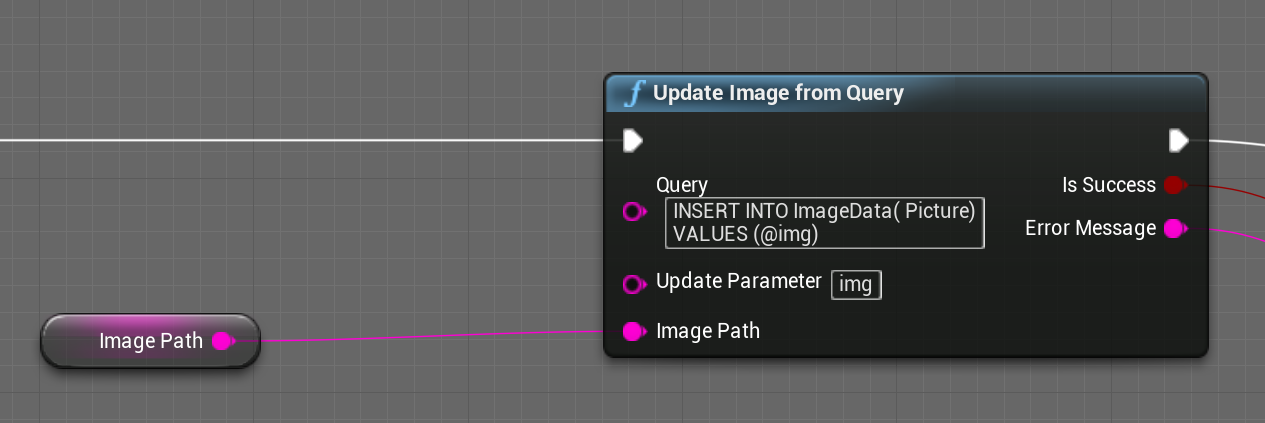 Update Image from Query
Query
INSERT INTO ImageData( Picture)
VALUES (@img)
Is Success
Error Message
Update Parameter img
Image Path
Image Path